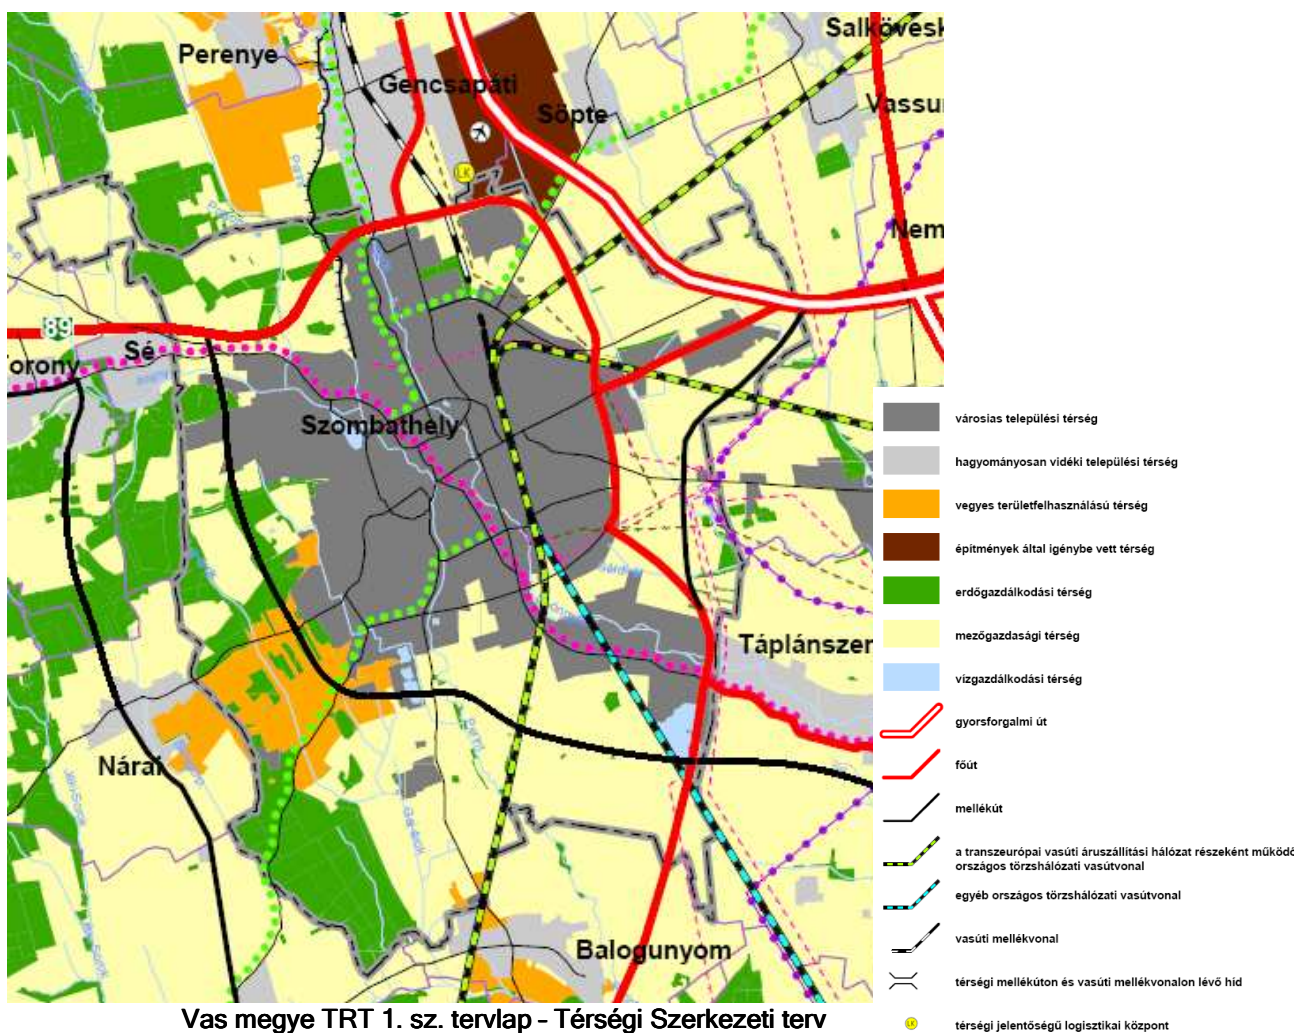 Salkövesk
Perenye
Gencsapáti
Söpte
Vassu
LK
Nem
89
Sé
orony
Szombathely
Táplánszer
Nárai
Balogunyom
városias települési térség
hagyományosan vidéki települési térség
vegyes területfelhasználású térség
építmények által igénybe vett térség
erdőgazdálkodási térség
mezőgazdasági térség
vízgazdálkodási térség
gyorsforgalmi út
főút
mellékút
a transzeurópai vasúti áruszállítási hálózat részeként működő
országos törzshálózati vasútvonal
egyéb országos törzshálózati vasútvonal
vasúti mellékvonal
térségi mellékúton és vasúti mellékvonalon lévő híd
LK
térségi jelentőségű logisztikai központ
Vas megye TRT 1. sz. tervlap - Térségi Szerkezeti terv